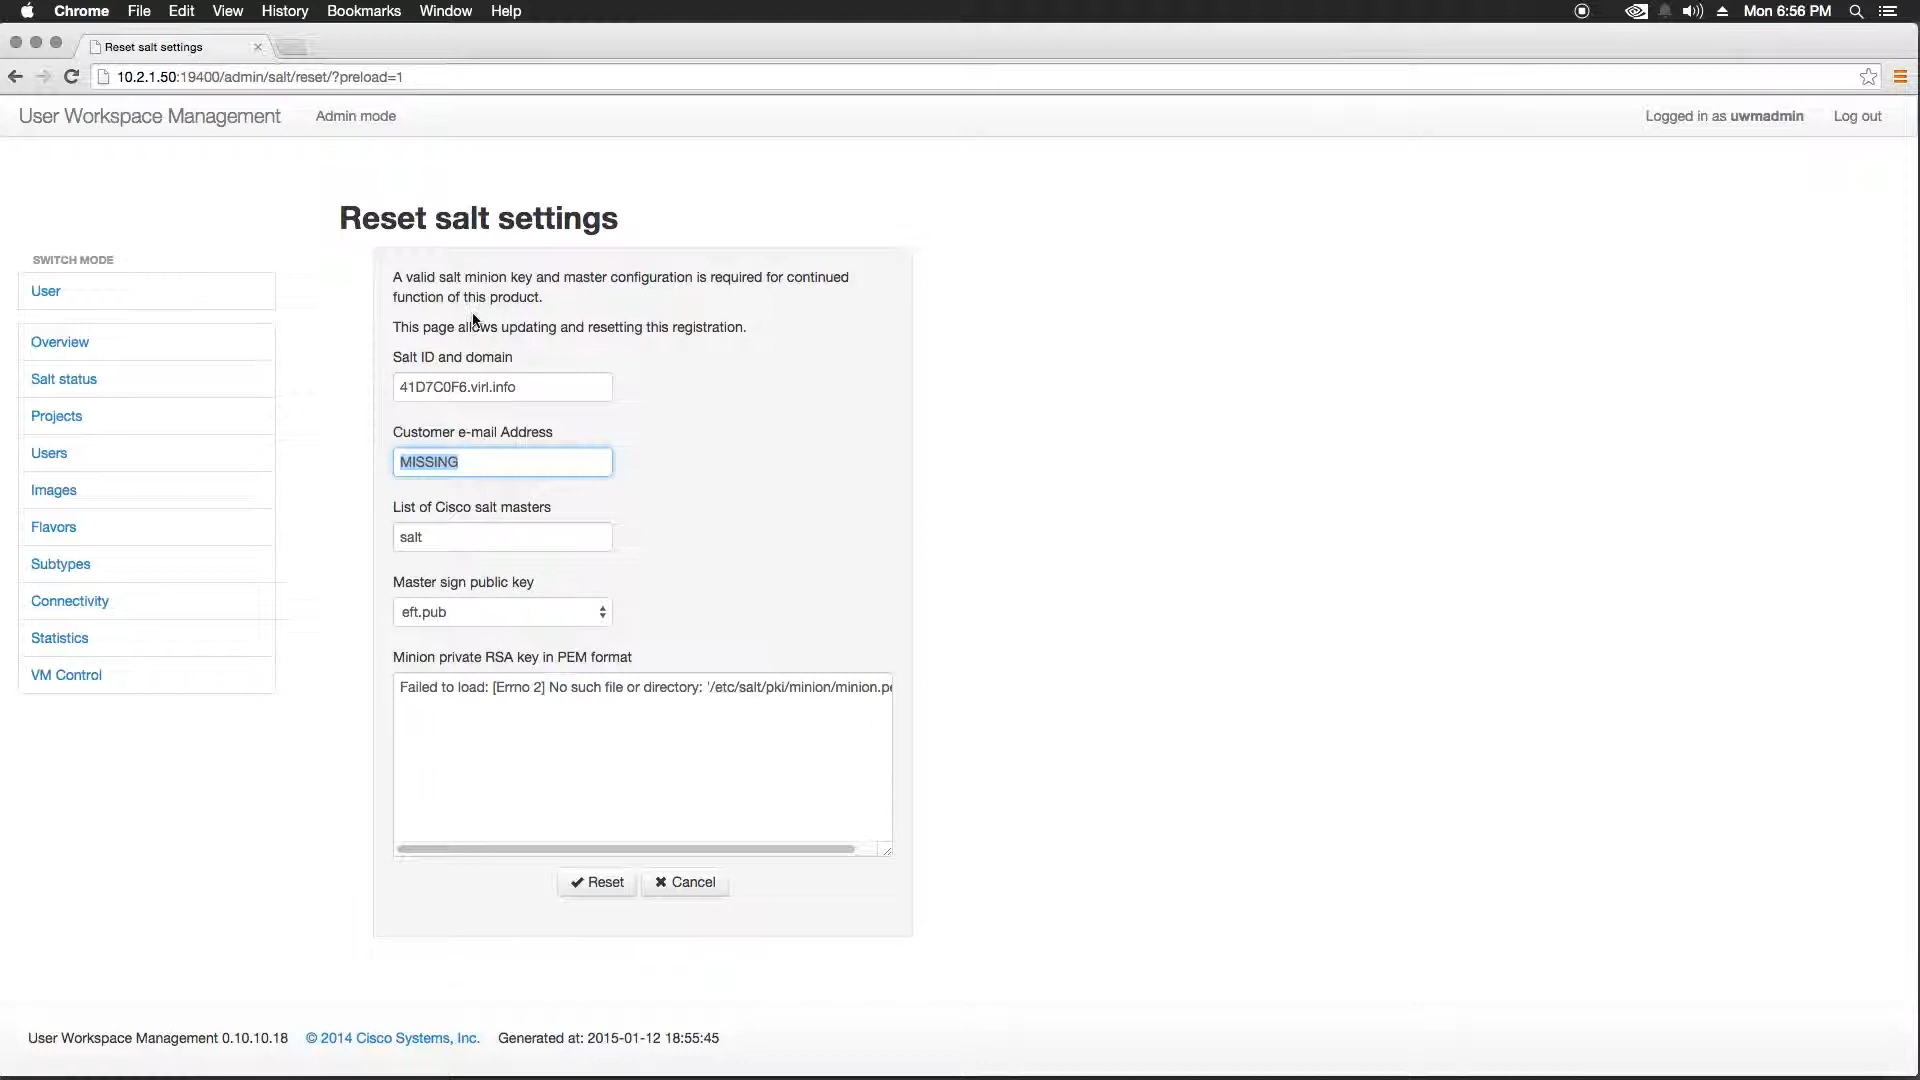 Chrome File Edit View History Bookmarks Window Help Mon 6:56 PM
Reset salt settings
10.2.1.50:19400/admin/salt/reset/?preload=1
User Workspace Management Admin mode Logged in as uwmadmin Log out
Reset salt settings
SWITCH MODE
User
Overview
Salt status
Projects
Users
Images
Flavors
Subtypes
Connectivity
Statistics
VM Control
A valid salt minion key and master configuration is required for continued
function of this product.
This page allows updating and resetting this registration.
Salt ID and domain
41D7C0F6.virl.info
Customer e-mail Address
MISSING
List of Cisco salt masters
salt
Master sign public key
eft.pub
Minion private RSA key in PEM format
Failed to load: [Errno 2] No such file or directory: '/etc/salt/pki/minion/minion.pe
Reset Cancel
User Workspace Management 0.10.10.18 © 2014 Cisco Systems, Inc. Generated at: 2015-01-12 18:55:45